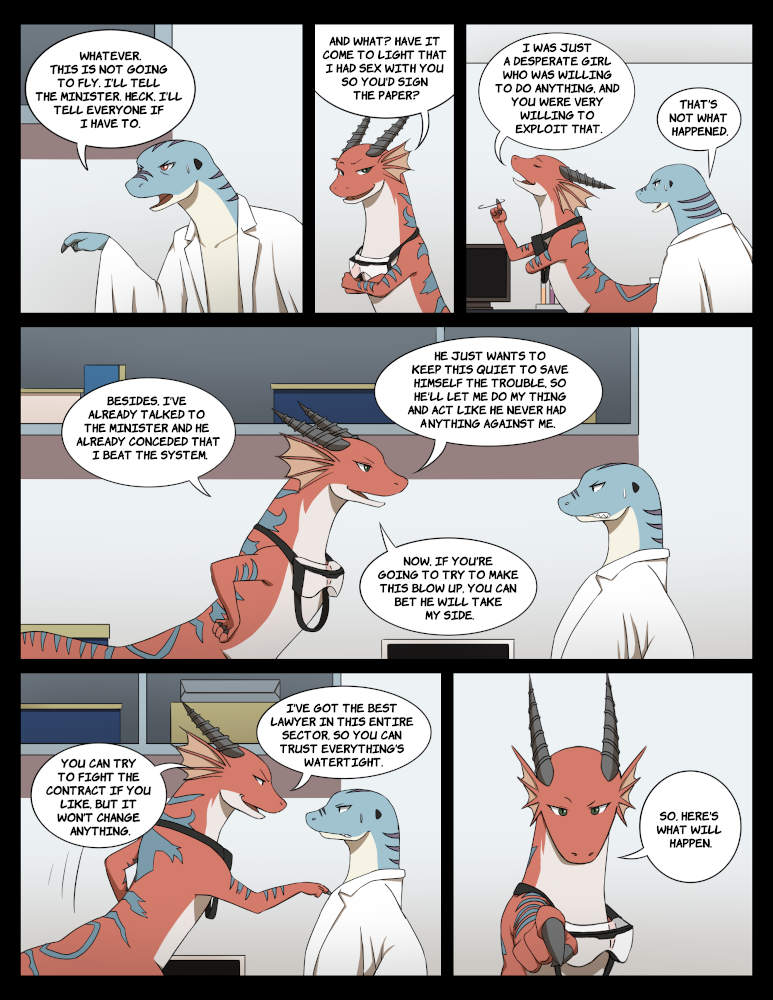 WHATEVER.
THIS IS NOT GOING
TO FLY. I'LL TELL
THE MINISTER. HECK, I'LL
TELL EVERYONE IF
I HAVE TO.
AND WHAT? HAVE IT
COME TO LIGHT THAT
I HAD SEX WITH YOU
SO YOU'D SIGN
THE PAPER?
I WAS JUST
A DESPERATE GIRL
WHO WAS WILLING
TO DO ANYTHING, AND
YOU WERE VERY
WILLING TO
EXPLOIT THAT.
THAT'S
NOT WHAT
HAPPENED.
BESIDES, I'VE
ALREADY TALKED TO
THE MINISTER AND HE
ALREADY CONCEDED THAT
I BEAT THE SYSTEM.
HE JUST WANTS TO
KEEP THIS QUIET TO SAVE
HIMSELF THE TROUBLE, SO
HE'LL LET ME DO MY THING
AND ACT LIKE HE NEVER HAD
ANYTHING AGAINST ME.
NOW, IF YOU'RE
GOING TO TRY TO MAKE
THIS BLOW UP, YOU CAN
BET HE WILL TAKE
MY SIDE.
YOU CAN TRY
TO FIGHT THE
CONTRACT IF YOU
LIKE, BUT IT
WON'T CHANGE
ANYTHING.
I'VE GOT THE BEST
LAWYER IN THIS ENTIRE
SECTOR, SO YOU CAN
TRUST EVERYTHING'S
WATERTIGHT.
SO, HERE'S
WHAT WILL
HAPPEN.